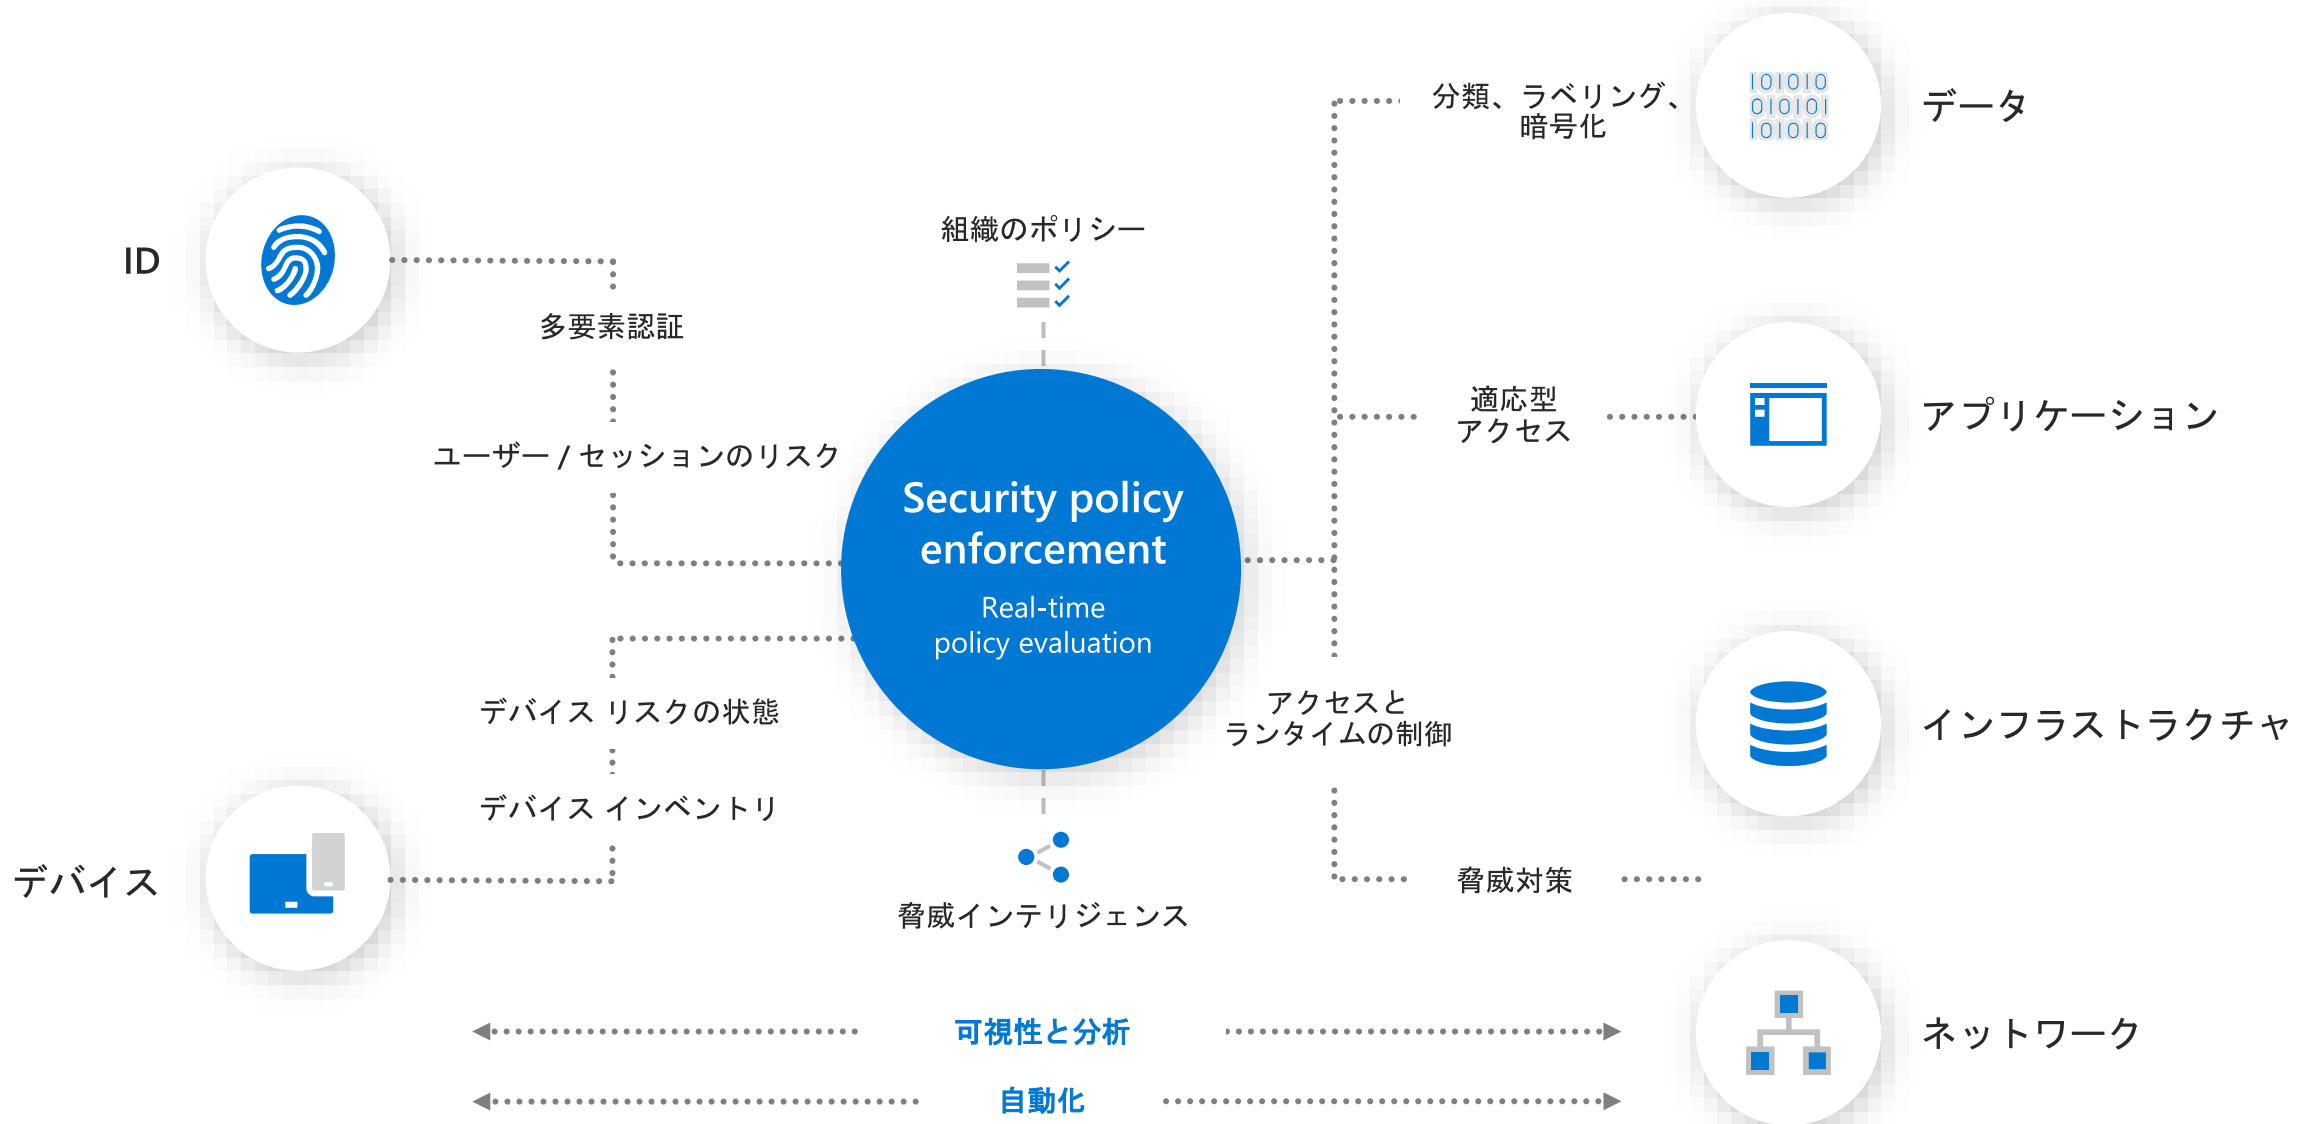 分類、ラベリング、
暗号化
101010
010101
101010
データ
ID
多要素認証
ユーザー / セッションのリスク
組織のポリシー
Security policy
enforcement
Real-time
policy evaluation
適応型
アクセス
アプリケーション
デバイス リスクの状態
デバイス インベントリ
デバイス
アクセスと
ランタイムの制御
インフラストラクチャ
脅威インテリジェンス
脅威対策
ネットワーク
可視性と分析
自動化